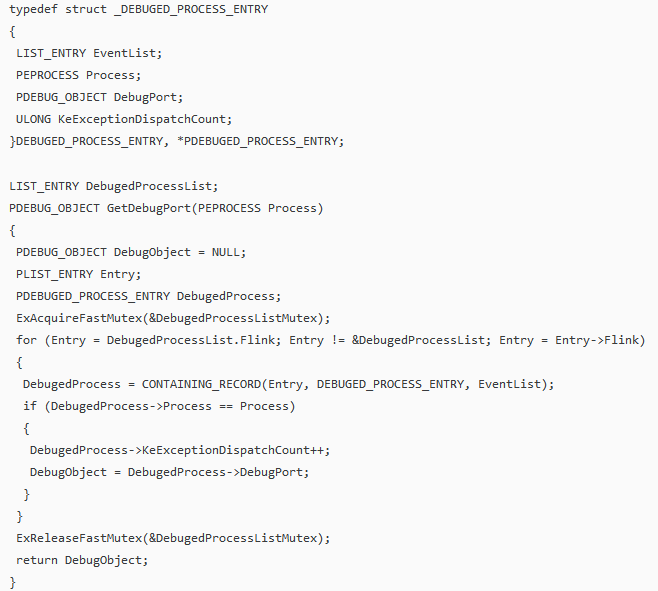 typedef struct _DEBUGED_PROCESS_ENTRY
{
 LIST_ENTRY EventList;
 PEPROCESS Process;
 PDEBUG_OBJECT DebugPort;
 ULONG KeExceptionDispatchCount;
}DEBUGED_PROCESS_ENTRY, *PDEBUGED_PROCESS_ENTRY;

LIST_ENTRY DebugedProcessList;
PDEBUG_OBJECT GetDebugPort(PEPROCESS Process)
{
 PDEBUG_OBJECT DebugObject = NULL;
 PLIST_ENTRY Entry;
 PDEBUGED_PROCESS_ENTRY DebugedProcess;
 ExAcquireFastMutex(&DebugedProcessListMutex);
 for (Entry = DebugedProcessList.Flink; Entry != &DebugedProcessList; Entry = Entry->Flink)
 {
  DebugedProcess = CONTAINING_RECORD(Entry, DEBUGED_PROCESS_ENTRY, EventList);
  if (DebugedProcess->Process == Process)
  {
   DebugedProcess->KeExceptionDispatchCount++;
   DebugObject = DebugedProcess->DebugPort;
  }
 }
 ExReleaseFastMutex(&DebugedProcessListMutex);
 return DebugObject;
}